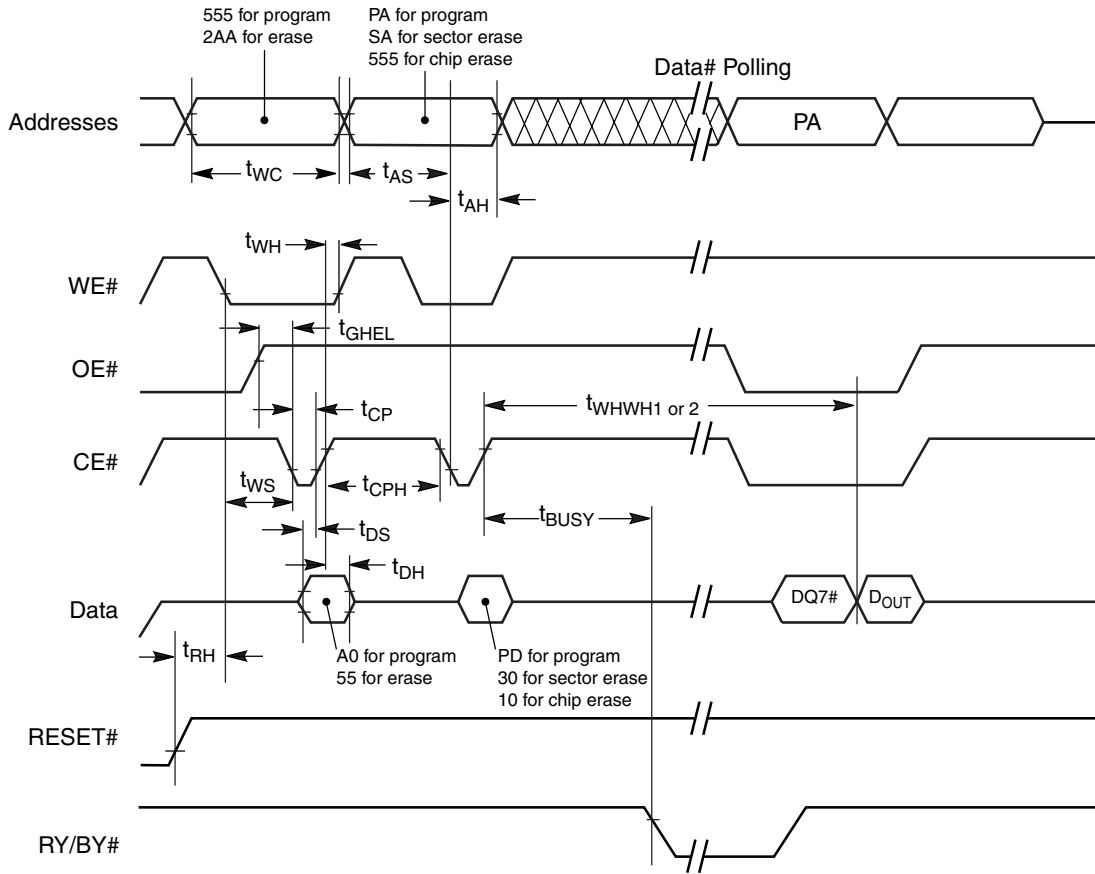 555 for program
2AA for erase
PA for program
SA for sector erase
555 for chip erase
Data# Polling
Addresses
PA
tWC
tAS
tAH
tWH
WE#
tGHEL
OE#
tWHWH1 or 2
tCP
CE#
tWS
tCPH
tBUSY
tDS
tDH
Data
DQ7#
DOUT
tRH
A0 for program
55 for erase
PD for program
30 for sector erase
10 for chip erase
RESET#
RY/BY#